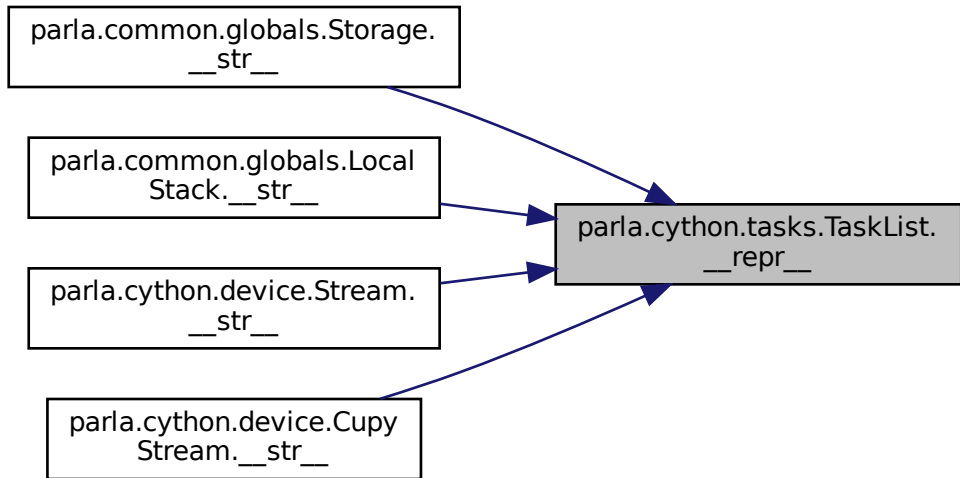 parla.common.globals.Storage.
__str__
parla.common.globals.Local
Stack.__str__
parla.cython.device.Stream.
__str__
parla.cython.device.Cupy
Stream.__str__
parla.cython.tasks.TaskList.
__repr__